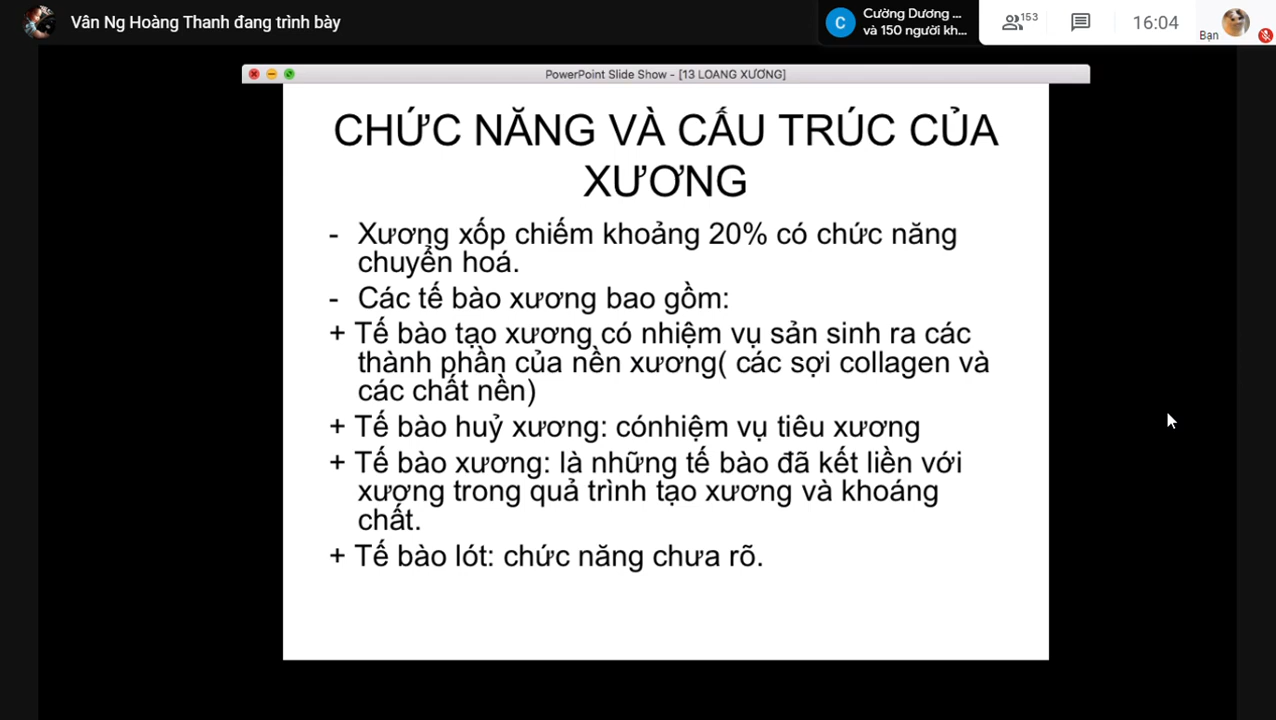 Vân Ng Hoàng Thanh đang trình bày
C
Cường Dương ...
và 150 người kh...
153
16:04
Bạn
PowerPoint Slide Show - [13 LOANG XƯƠNG]
CHỨC NĂNG VÀ CẤU TRÚC CỦA
XƯƠNG
- Xương xốp chiếm khoảng 20% có chức năng
chuyển hoá.
- Các tế bào xương bao gồm:
+ Tế bào tạo xương có nhiệm vụ sản sinh ra các
thành phần của nền xương( các sợi collagen và
các chất nền)
+ Tế bào huỷ xương: cónhiệm vụ tiêu xương
+ Tế bào xương: là những tế bào đã kết liền với
xượng trong quả trình tạo xương và khoáng
chất.
+ Tế bào lót: chức năng chưa rõ.